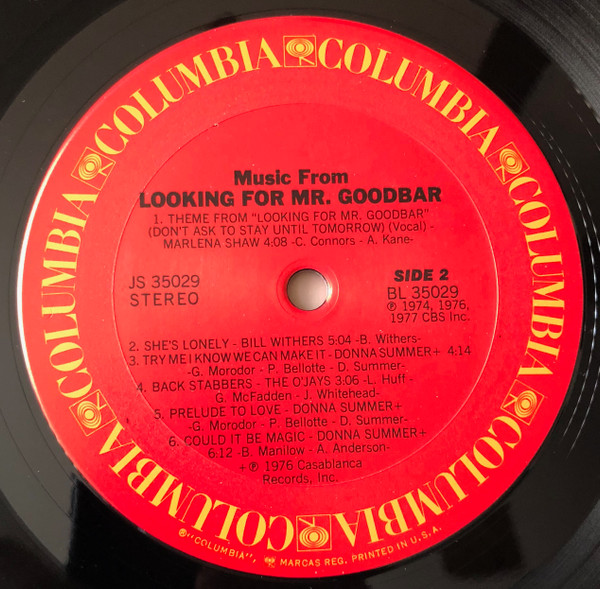 COLUMBIA COLUMBIA COLUMBIA COLUMBIA COLUMBIA COLUMBIA COLUMBIA COLUMBIA
Music From
LOOKING FOR MR. GOODBAR
1. THEME FROM "LOOKING FOR MR. GOODBAR"
(DON'T ASK TO STAY UNTIL TOMORROW) (Vocal) -
MARLENA SHAW 4:08 -C. Connors - A. Kane-
JS 35029
STEREO
SIDE 2
BL 35029
℗ 1974, 1976,
1977 CBS Inc.
2. SHE'S LONELY - BILL WITHERS 5:04 -B. Withers-
3. TRY ME I KNOW WE CAN MAKE IT - DONNA SUMMER+ 4:14
-G. Morodor - P. Bellotte - D. Summer-
4. BACK STABBERS - THE O'JAYS 3:06 -L. Huff -
G. McFadden - J. Whitehead-
5. PRELUDE TO LOVE - DONNA SUMMER+
-G. Morodor - P. Bellotte - D. Summer-
6. COULD IT BE MAGIC - DONNA SUMMER+
6:12 -B. Manilow - A. Anderson-
+ ℗ 1976 Casablanca
Records, Inc.
®"COLUMBIA", MARCAS REG. PRINTED IN U.S.A.